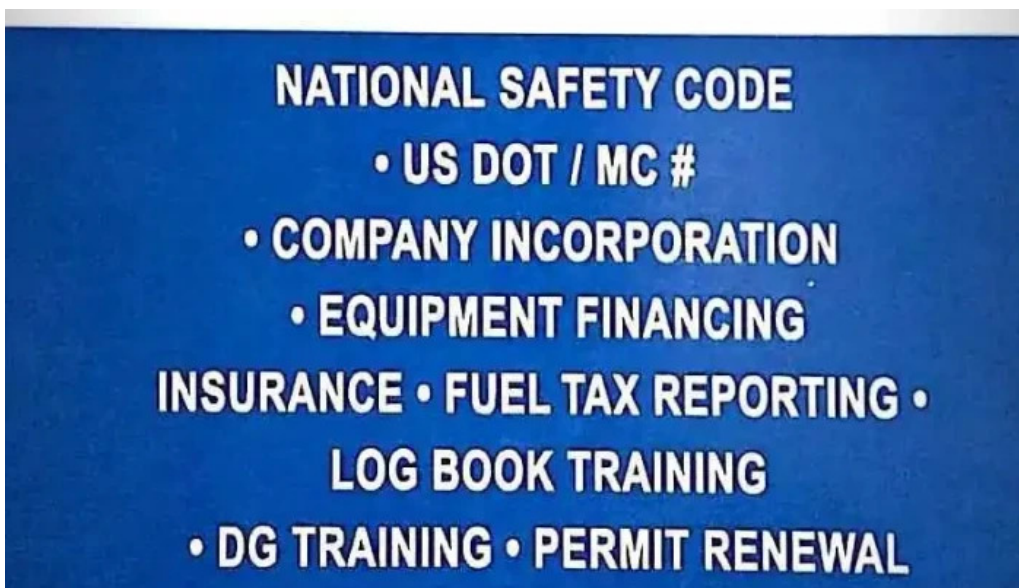 NATIONAL SAFETY CODE
• US DOT / MC #
• COMPANY INCORPORATION
• EQUIPMENT FINANCING
INSURANCE • FUEL TAX REPORTING •
LOG BOOK TRAINING
• DG TRAINING • PERMIT RENEWAL